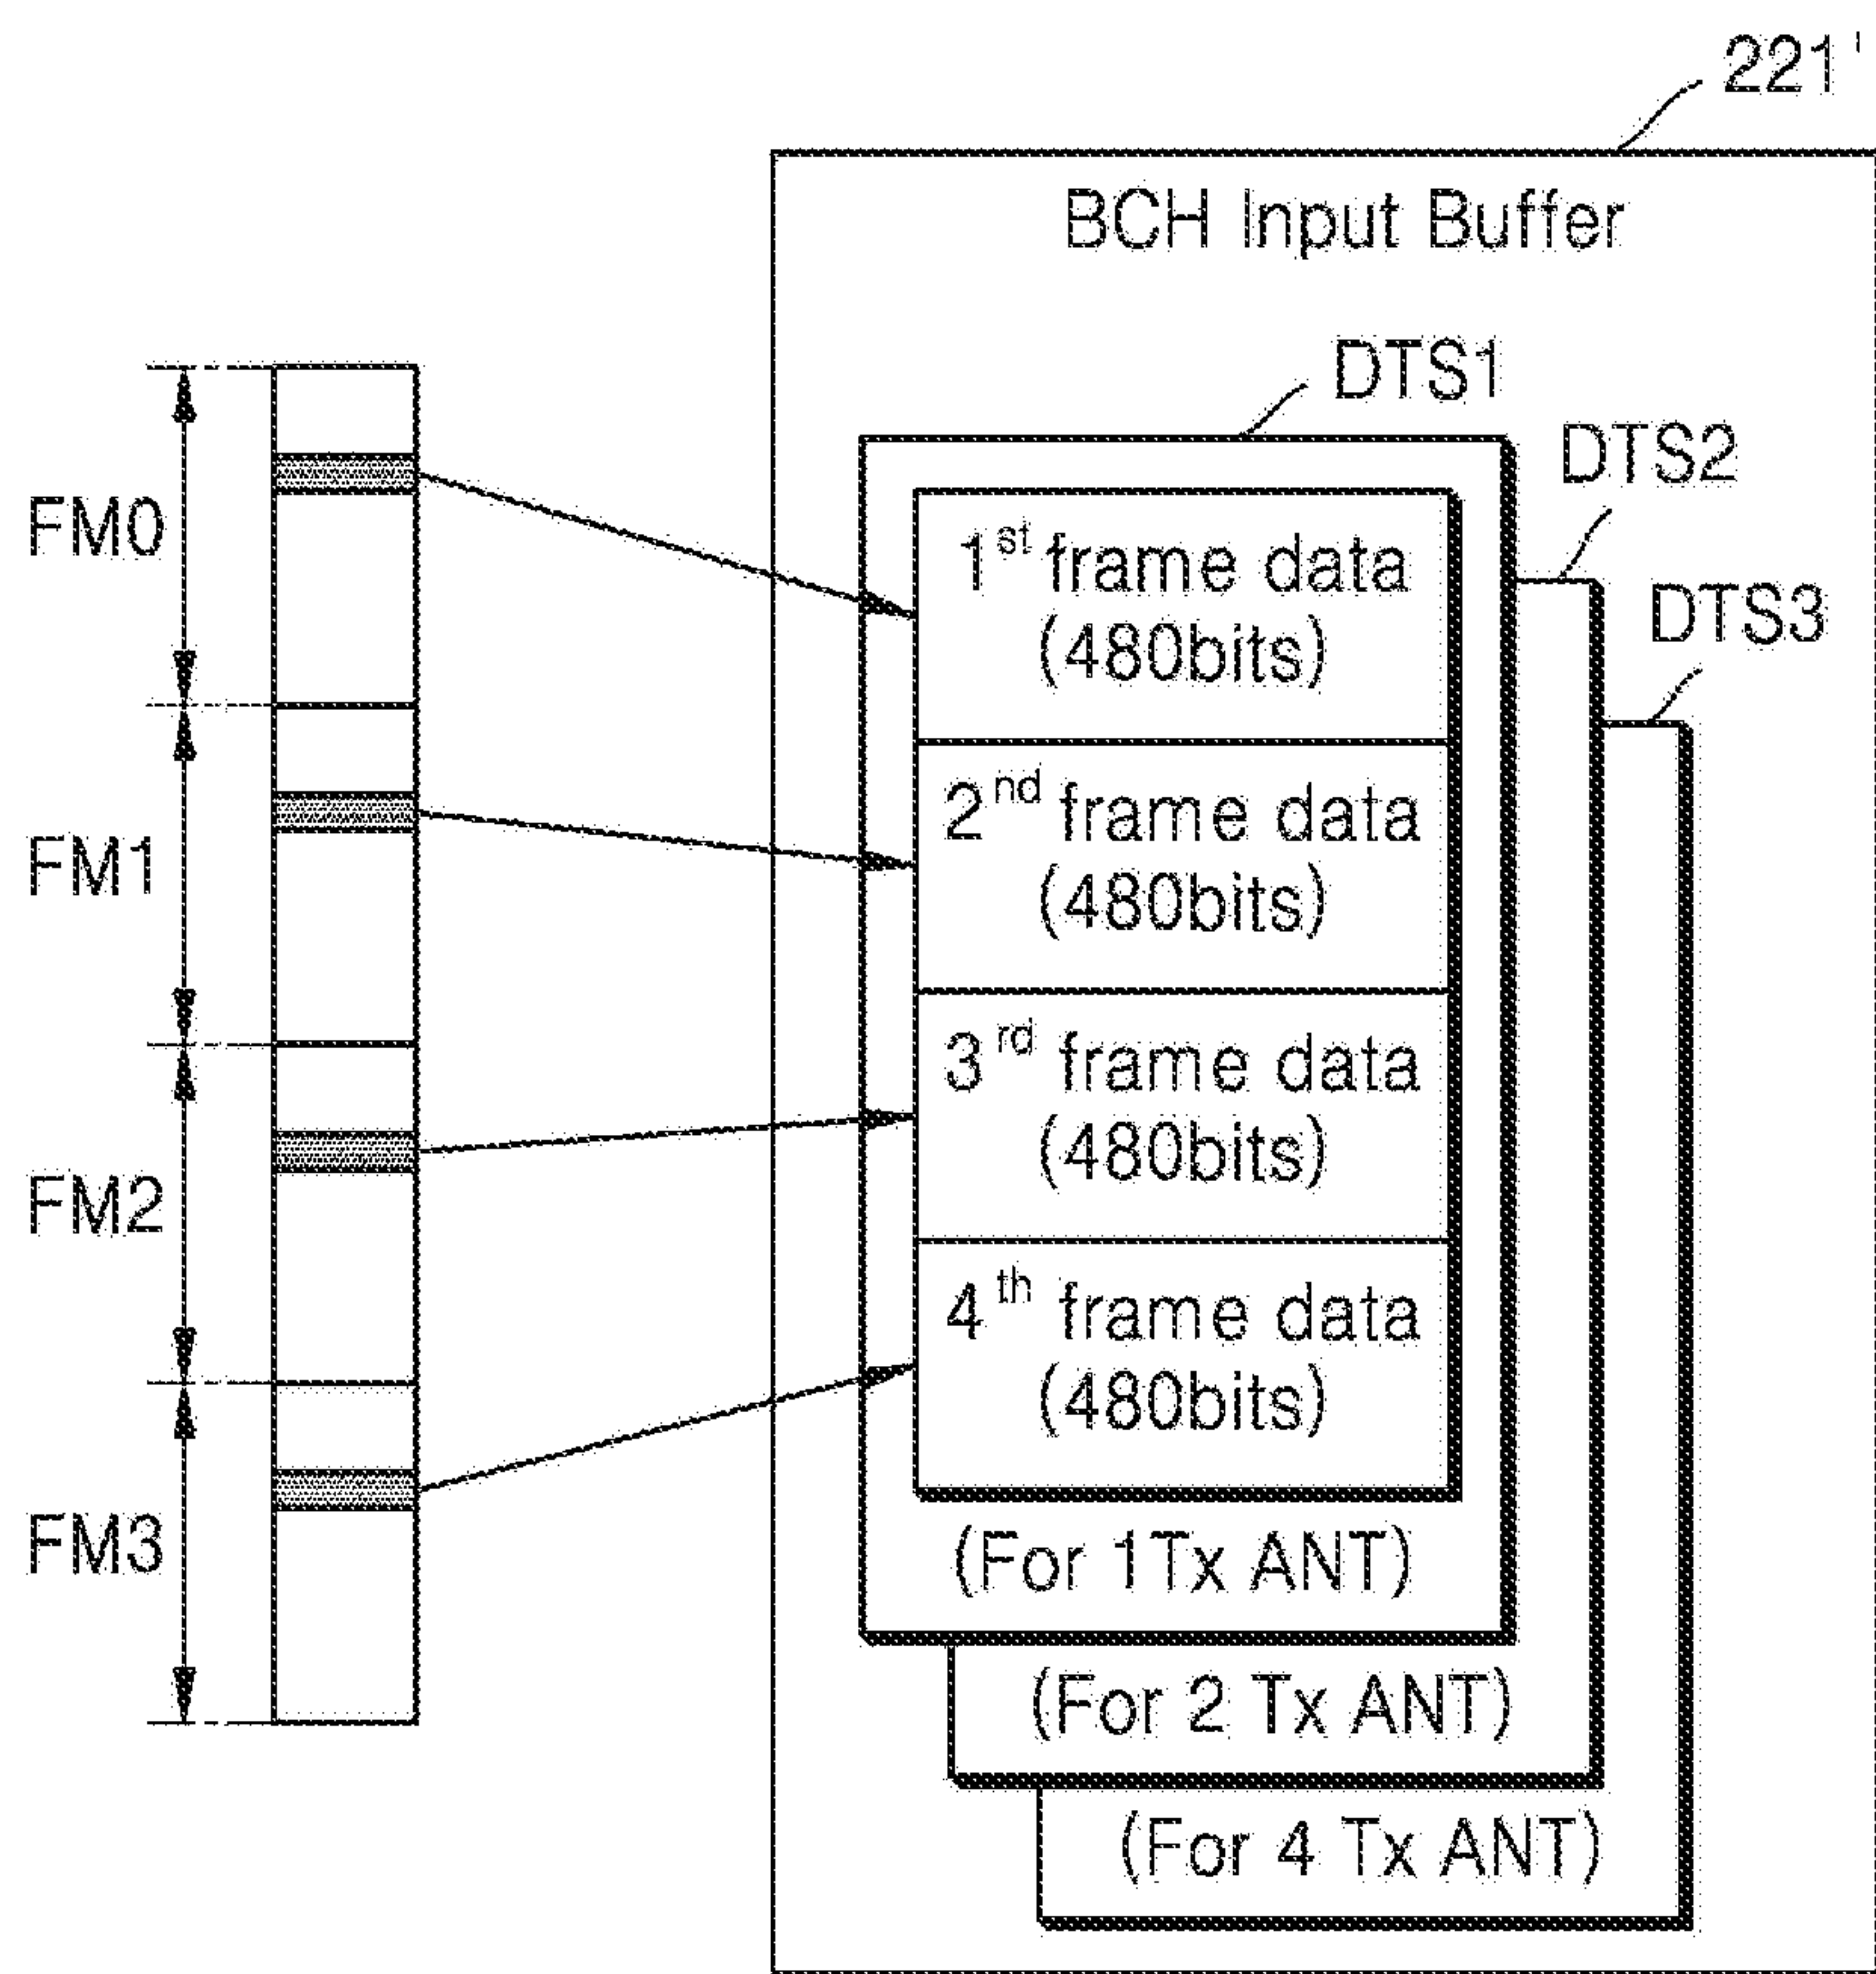 221'
BCH Input Buffer
DTS1
DTS2
DTS3
FM0
FM1
FM2
FM3
1st frame data
(480bits)
2nd frame data
(480bits)
3rd frame data
(480bits)
4th frame data
(480bits)
(For 1Tx ANT)
(For 2 Tx ANT)
(For 4 Tx ANT)